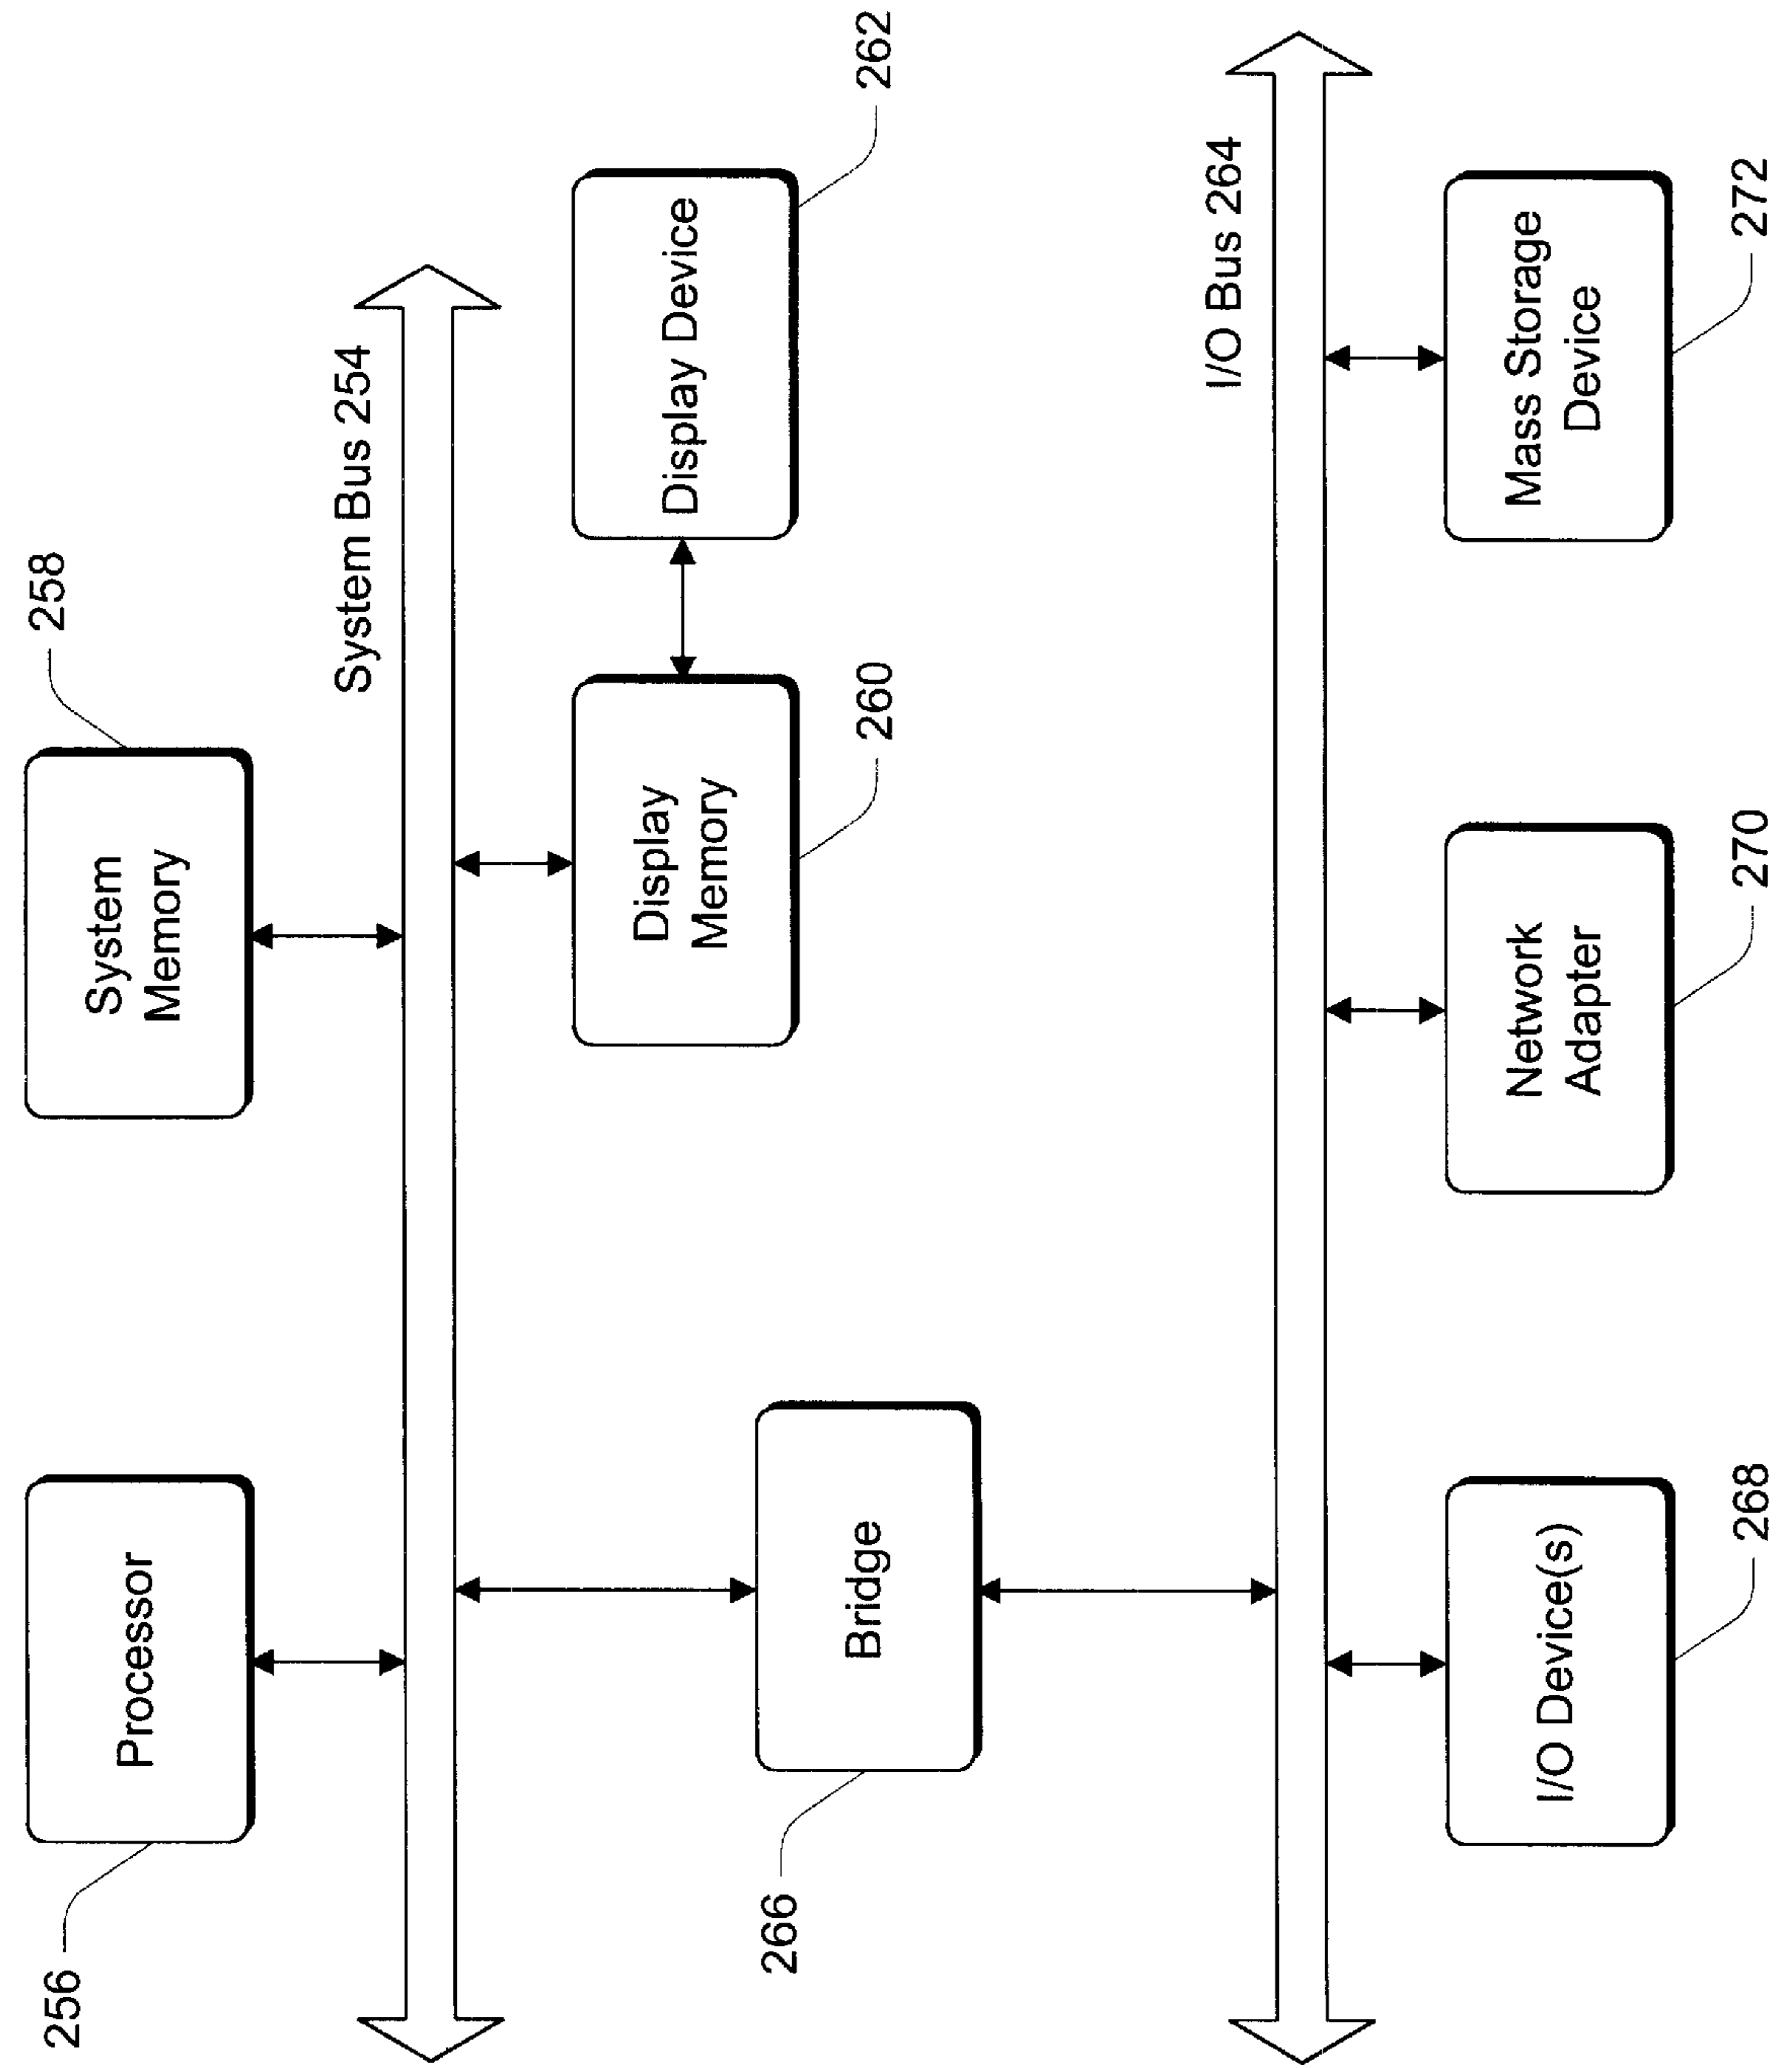 256
Processor
System
Memory
258
System Bus 254
Display
Memory
260
Display Device
262
Bridge
266
I/O Bus 264
I/O Device(s)
268
Network
Adapter
270
Mass Storage
Device
272